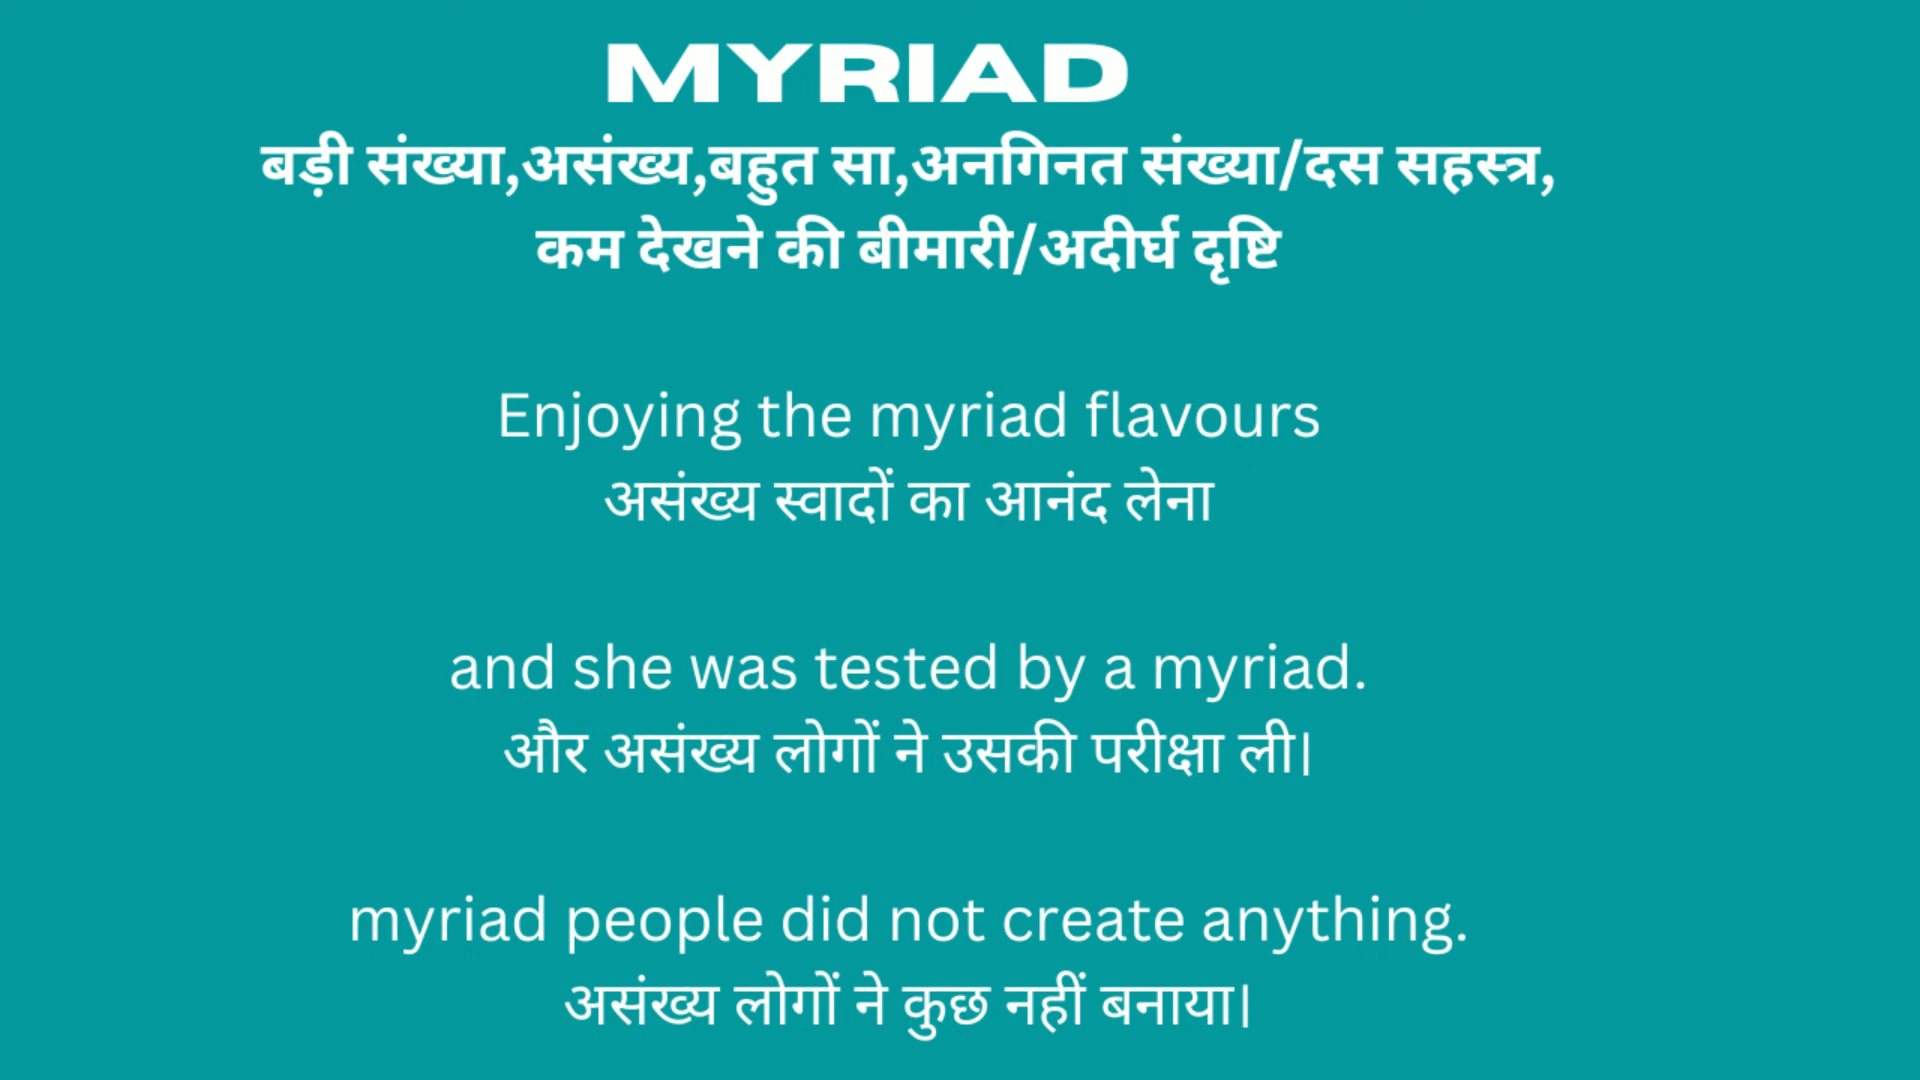 MYRIAD
बड़ी संख्या,असंख्य,बहुत सा,अनगिनत संख्या/दस सहस्त्र,
कम देखने की बीमारी/अदीर्घ दृष्टि
Enjoying the myriad flavours
असंख्य स्वादों का आनंद लेना
and she was tested by a myriad.
और असंख्य लोगों ने उसकी परीक्षा ली।
myriad people did not create anything.
असंख्य लोगों ने कुछ नहीं बनाया।